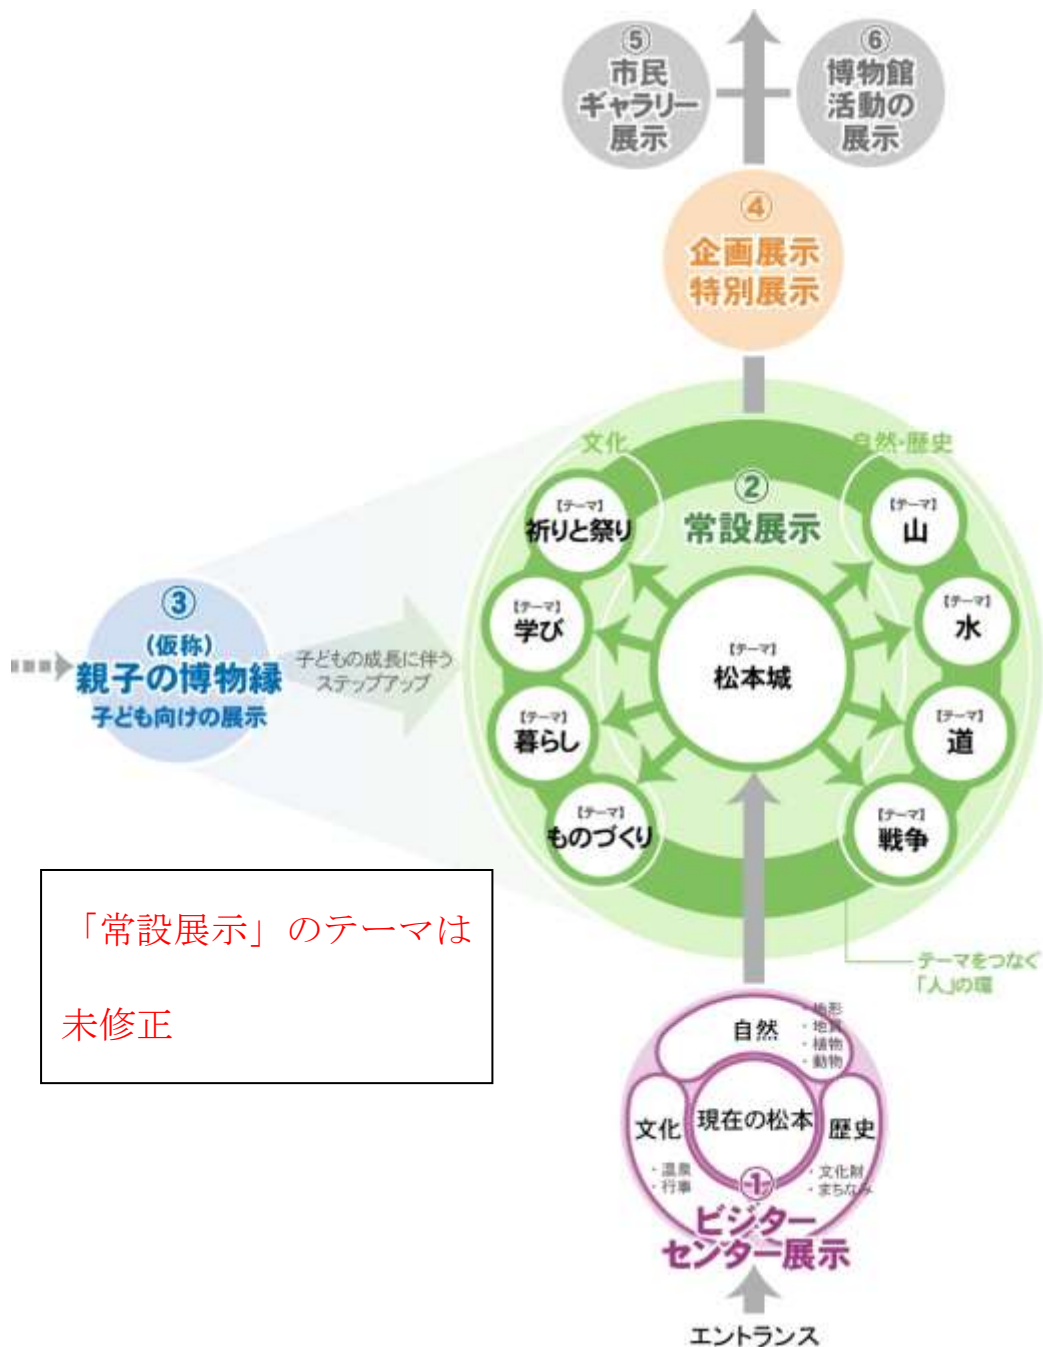 ⑤
市民
ギャラリー
展示
⑥
博物館
活動の
展示
④
企画展示
特別展示
文化
自然・歴史
②
常設展示
【テーマ】
祈りと祭り
【テーマ】
学び
【テーマ】
暮らし
【テーマ】
ものづくり
【テーマ】
松本城
【テーマ】
山
【テーマ】
水
【テーマ】
道
【テーマ】
戦争
③
(仮称)
親子の博物縁
子ども向けの展示
子どもの成長に伴う
ステップアップ
「常設展示」のテーマは
未修正
テーマをつなぐ
「人」の環
自然
・地形
・地質
・植物
・動物
文化
・温泉
・行事
現在の松本
歴史
・文化財
・まちなみ
①
ビジター
センター展示
エントランス